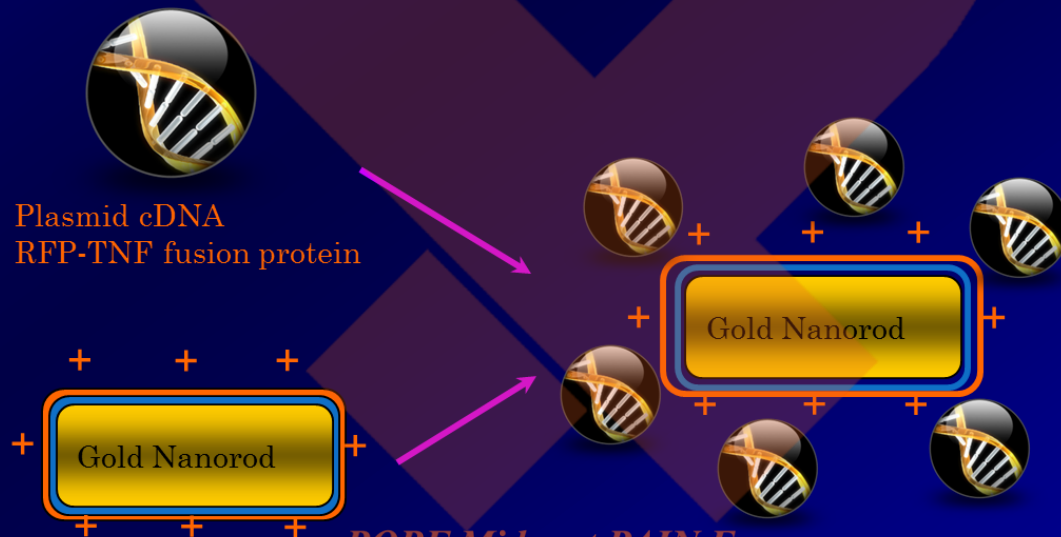 Plasmid cDNA
RFP-TNF fusion protein
+ + +
+ + +
+ Gold Nanorod +
+ + +
+ + +
+ Gold Nanorod +
+ + +